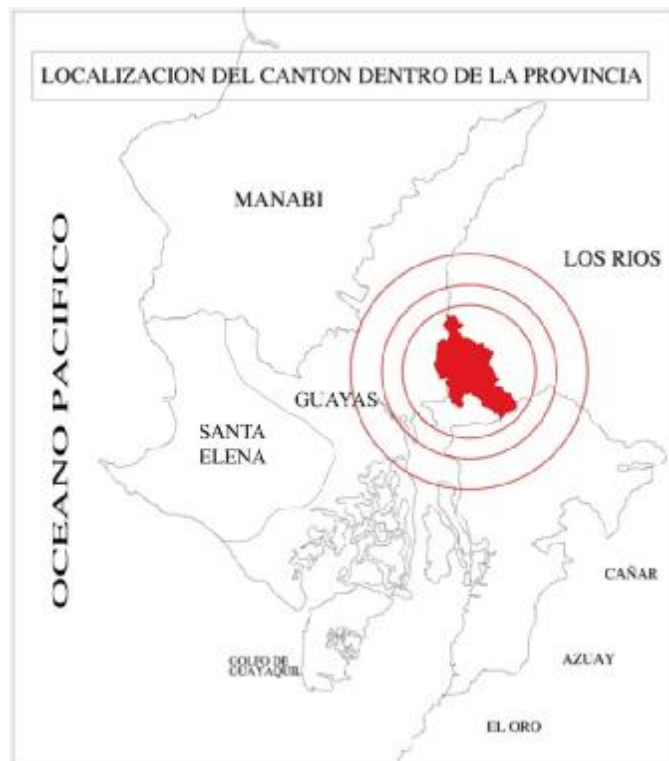 LOCALIZACION DEL CANTON DENTRO DE LA PROVINCIA
MANABI
LOS RIOS
OCEANO PACIFICO
GUAYAS
SANTA
ELENA
CAÑAR
GOLFO DE
GUAYAQUIL
AZUAY
EL ORO